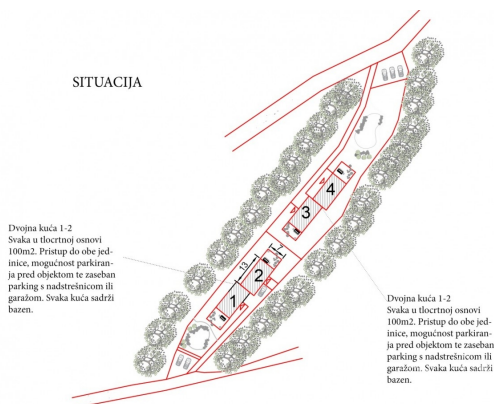 SITUACIJA
4
3
Dvojna kuća 1-2
Svaka u tlocrtnoj osnovi
100m2. Pristup do obe jed-
inice, mogućnost parkiran-
ja pred objektom te zaseban
parking s nadstrešnicom ili
garažom. Svaka kuća sadrži
bazen.
13
2
1
Dvojna kuća 1-2
Svaka u tlocrtnoj osnovi
100m2. Pristup do obe jed-
inice, mogućnost parkiran-
ja pred objektom te zaseban
parking s nadstrešnicom ili
garažom. Svaka kuća sadrži
bazen.